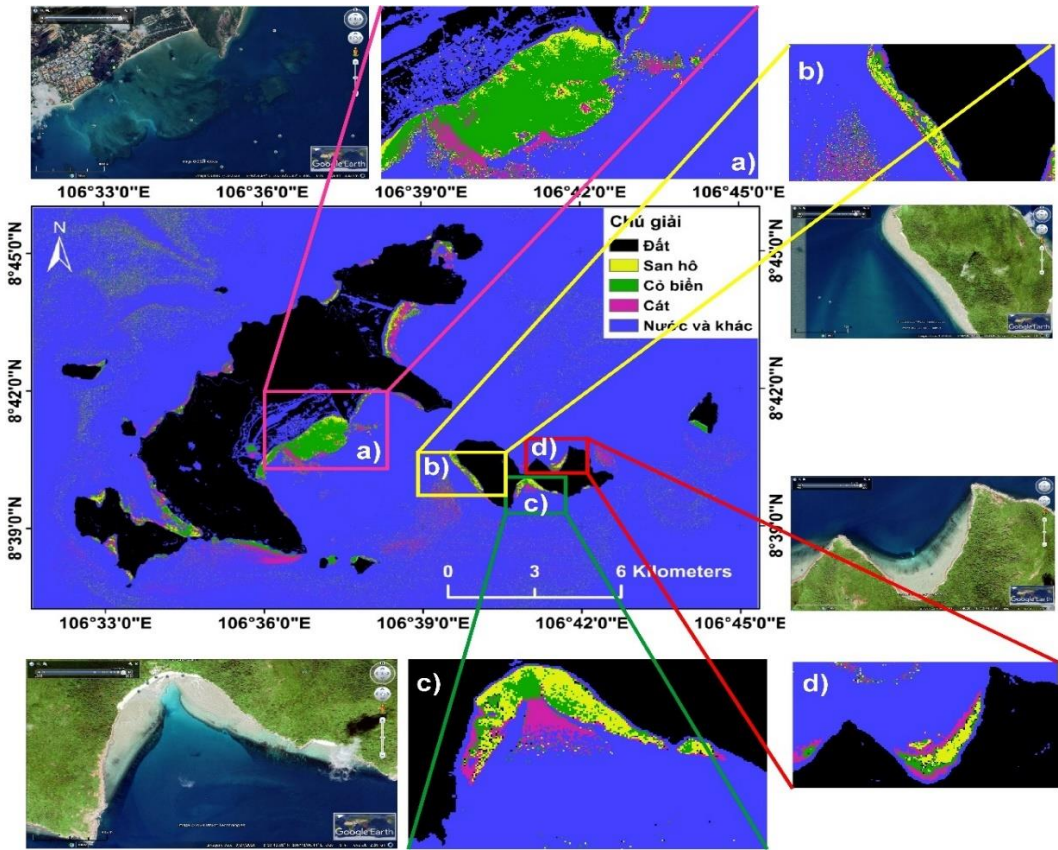 Google Earth
a)
b)
106°33'0"E 106°36'0"E 106°39'0"E 106°42'0"E 106°45'0"E
8°45'0"N
8°42'0"N
8°39'0"N
N
Chú giải
Đất
San hô
Cỏ biển
Cát
Nước và khác
8°45'0"N
8°42'0"N
8°39'0"N
a)
b)
c)
d)
0 3 6 Kilometers
106°33'0"E 106°36'0"E 106°39'0"E 106°42'0"E 106°45'0"E
Google Earth
Google Earth
Google Earth
c)
d)